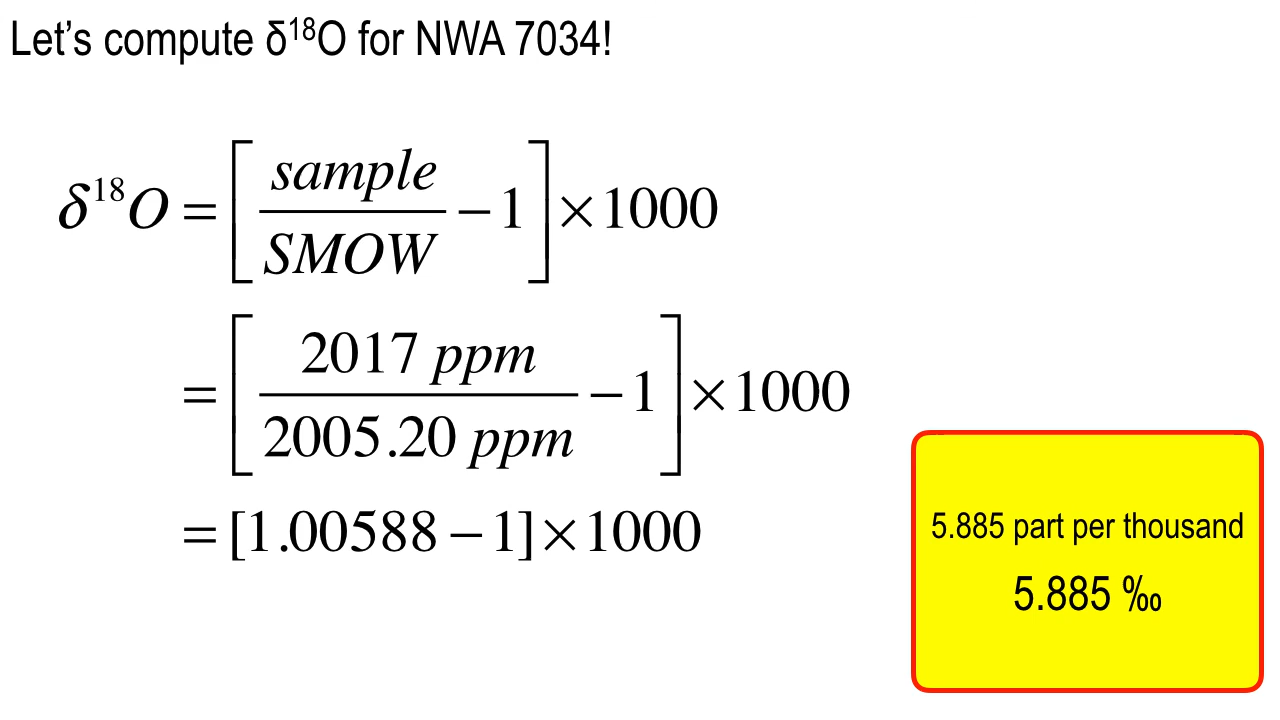 Let’s compute δ¹⁸O for NWA 7034!
δ¹⁸O = [sample/SMOW − 1] × 1000
= [2017 ppm/2005.20 ppm − 1] × 1000
= [1.00588 − 1] × 1000
5.885 part per thousand
5.885 ‰